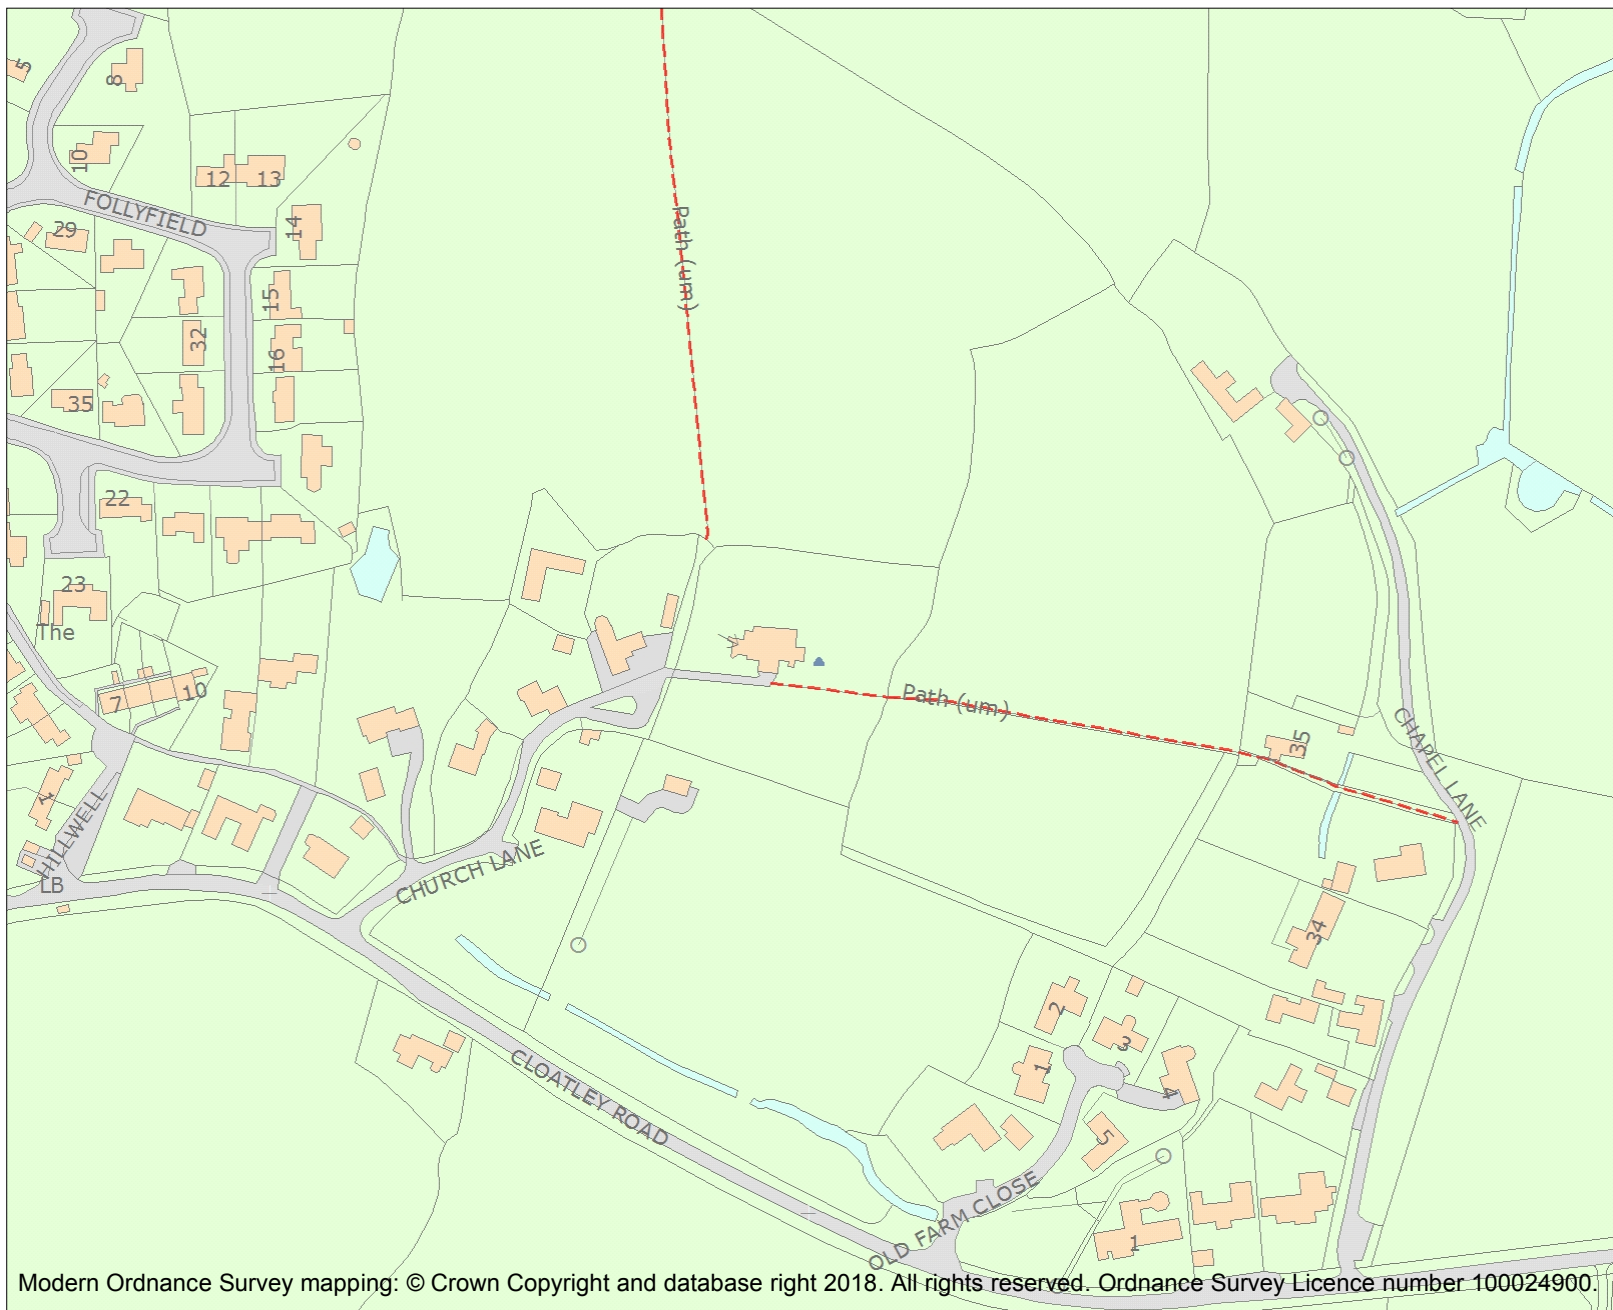 5
8
10
12 13
FOLLYFIELD
14
29
Path (um)
15
32
16
35
22
23
The
7
10
35
Path (um)
CHAPEL LANE
1
HILLWELL
LB
CHURCH LANE
34
2
3
1
4
CLOATLEY ROAD
5
OLD FARM CLOSE
1
Modern Ordnance Survey mapping: © Crown Copyright and database right 2018. All rights reserved. Ordnance Survey Licence number 100024900.